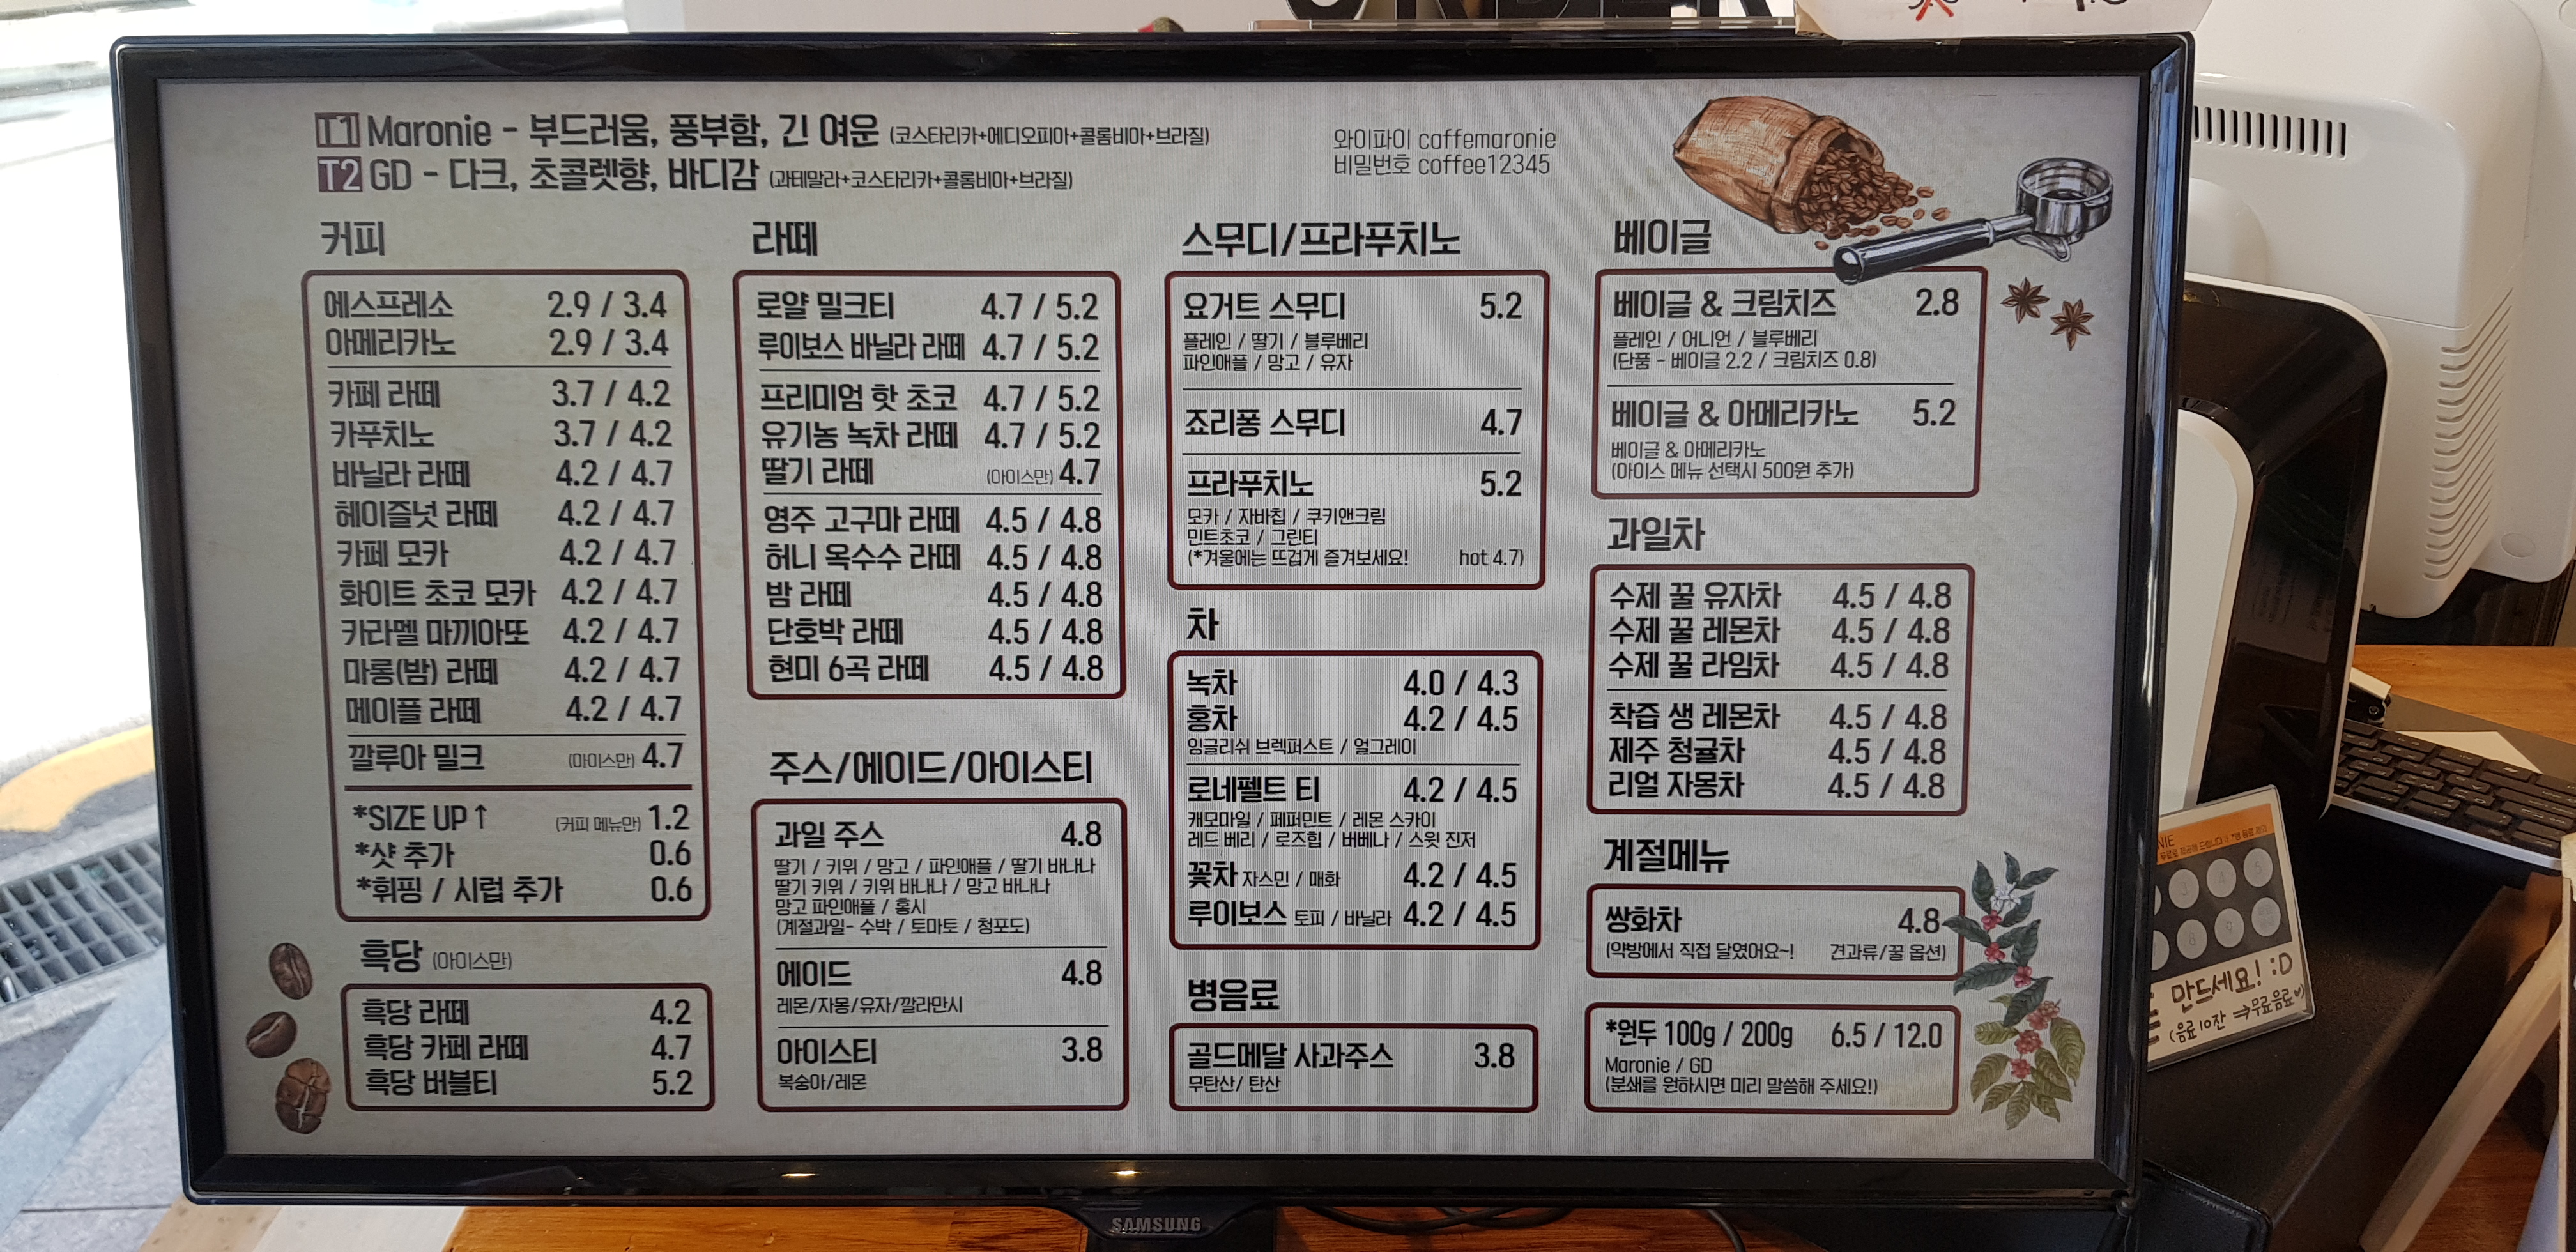 T1 Maronie - 부드러움, 풍부함, 긴 여운 (코스타리카+에디오피아+콜롬비아+브라질)
T2 GD - 다크, 초콜렛향, 바디감 (과테말라+코스타리카+콜롬비아+브라질)
와이파이 caffemaronie
비밀번호 coffee12345
커피
에스프레소 2.9 / 3.4
아메리카노 2.9 / 3.4
카페 라떼 3.7 / 4.2
카푸치노 3.7 / 4.2
바닐라 라떼 4.2 / 4.7
헤이즐넛 라떼 4.2 / 4.7
카페 모카 4.2 / 4.7
화이트 초코 모카 4.2 / 4.7
카라멜 마끼아또 4.2 / 4.7
마롱(밤) 라떼 4.2 / 4.7
메이플 라떼 4.2 / 4.7
깔루아 밀크 (아이스만) 4.7
*SIZE UP↑ (커피 메뉴만) 1.2
*샷 추가 0.6
*휘핑 / 시럽 추가 0.6
흑당 (아이스만)
흑당 라떼 4.2
흑당 카페 라떼 4.7
흑당 버블티 5.2
라떼
로얄 밀크티 4.7 / 5.2
루이보스 바닐라 라떼 4.7 / 5.2
프리미엄 핫 초코 4.7 / 5.2
유기농 녹차 라떼 4.7 / 5.2
딸기 라떼 (아이스만) 4.7
영주 고구마 라떼 4.5 / 4.8
허니 옥수수 라떼 4.5 / 4.8
밤 라떼 4.5 / 4.8
단호박 라떼 4.5 / 4.8
현미 6곡 라떼 4.5 / 4.8
주스/에이드/아이스티
과일 주스 4.8
딸기 / 키위 / 망고 / 파인애플 / 딸기 바나나
딸기 키위 / 키위 바나나 / 망고 바나나
망고 파인애플 / 홍시
(계절과일- 수박 / 토마토 / 청포도)
에이드 4.8
레몬/자몽/유자/깔라만시
아이스티 3.8
복숭아/레몬
스무디/프라푸치노
요거트 스무디 5.2
플레인 / 딸기 / 블루베리
파인애플 / 망고 / 유자
죠리퐁 스무디 4.7
프라푸치노 5.2
모카 / 자바칩 / 쿠키앤크림
민트초코 / 그린티
(*겨울에는 뜨겁게 즐겨보세요! hot 4.7)
차
녹차 4.0 / 4.3
홍차 4.2 / 4.5
잉글리쉬 브렉퍼스트 / 얼그레이
로네펠트 티 4.2 / 4.5
캐모마일 / 페퍼민트 / 레몬 스카이
레드 베리 / 로즈힙 / 버베나 / 스윗 진저
꽃차 자스민 / 매화 4.2 / 4.5
루이보스 토피 / 바닐라 4.2 / 4.5
병음료
골드메달 사과주스 3.8
무탄산/ 탄산
베이글
베이글 & 크림치즈 2.8
플레인 / 어니언 / 블루베리
(단품 - 베이글 2.2 / 크림치즈 0.8)
베이글 & 아메리카노 5.2
베이글 & 아메리카노
(아이스 메뉴 선택시 500원 추가)
과일차
수제 꿀 유자차 4.5 / 4.8
수제 꿀 레몬차 4.5 / 4.8
수제 꿀 라임차 4.5 / 4.8
착즙 생 레몬차 4.5 / 4.8
제주 청귤차 4.5 / 4.8
리얼 자몽차 4.5 / 4.8
계절메뉴
쌍화차 4.8
(약방에서 직접 달였어요~! 견과류/꿀 옵션)
*원두 100g / 200g 6.5 / 12.0
Maronie / GD
(분쇄를 원하시면 미리 말씀해 주세요!)
SAMSUNG
만드세요! :D
(음료 10잔 ⇒ 무료음료